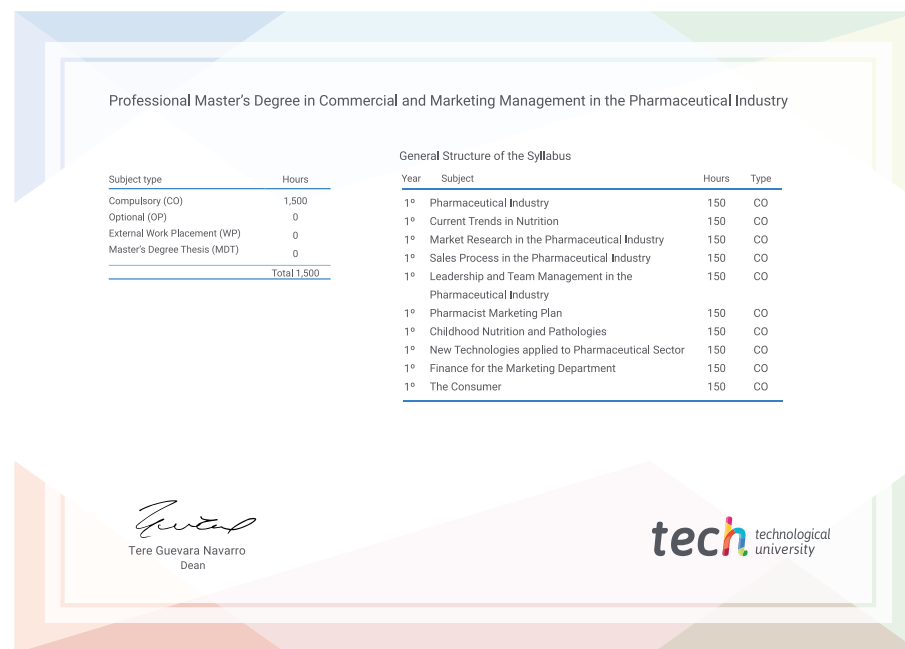 Professional Master's Degree in Commercial and Marketing Management in the Pharmaceutical Industry
Subject type Hours
Compulsory (CO) 1,500
Optional (OP) 0
External Work Placement (WP) 0
Master's Degree Thesis (MDT) 0
Total 1,500
General Structure of the Syllabus
Year Subject Hours Type
1º Pharmaceutical Industry 150 CO
1º Current Trends in Nutrition 150 CO
1º Market Research in the Pharmaceutical Industry 150 CO
1º Sales Process in the Pharmaceutical Industry 150 CO
1º Leadership and Team Management in the 150 CO
Pharmaceutical Industry
1º Pharmacist Marketing Plan 150 CO
1º Childhood Nutrition and Pathologies 150 CO
1º New Technologies applied to Pharmaceutical Sector 150 CO
1º Finance for the Marketing Department 150 CO
1º The Consumer 150 CO
Tere Guevara Navarro
Dean
tech technological
university